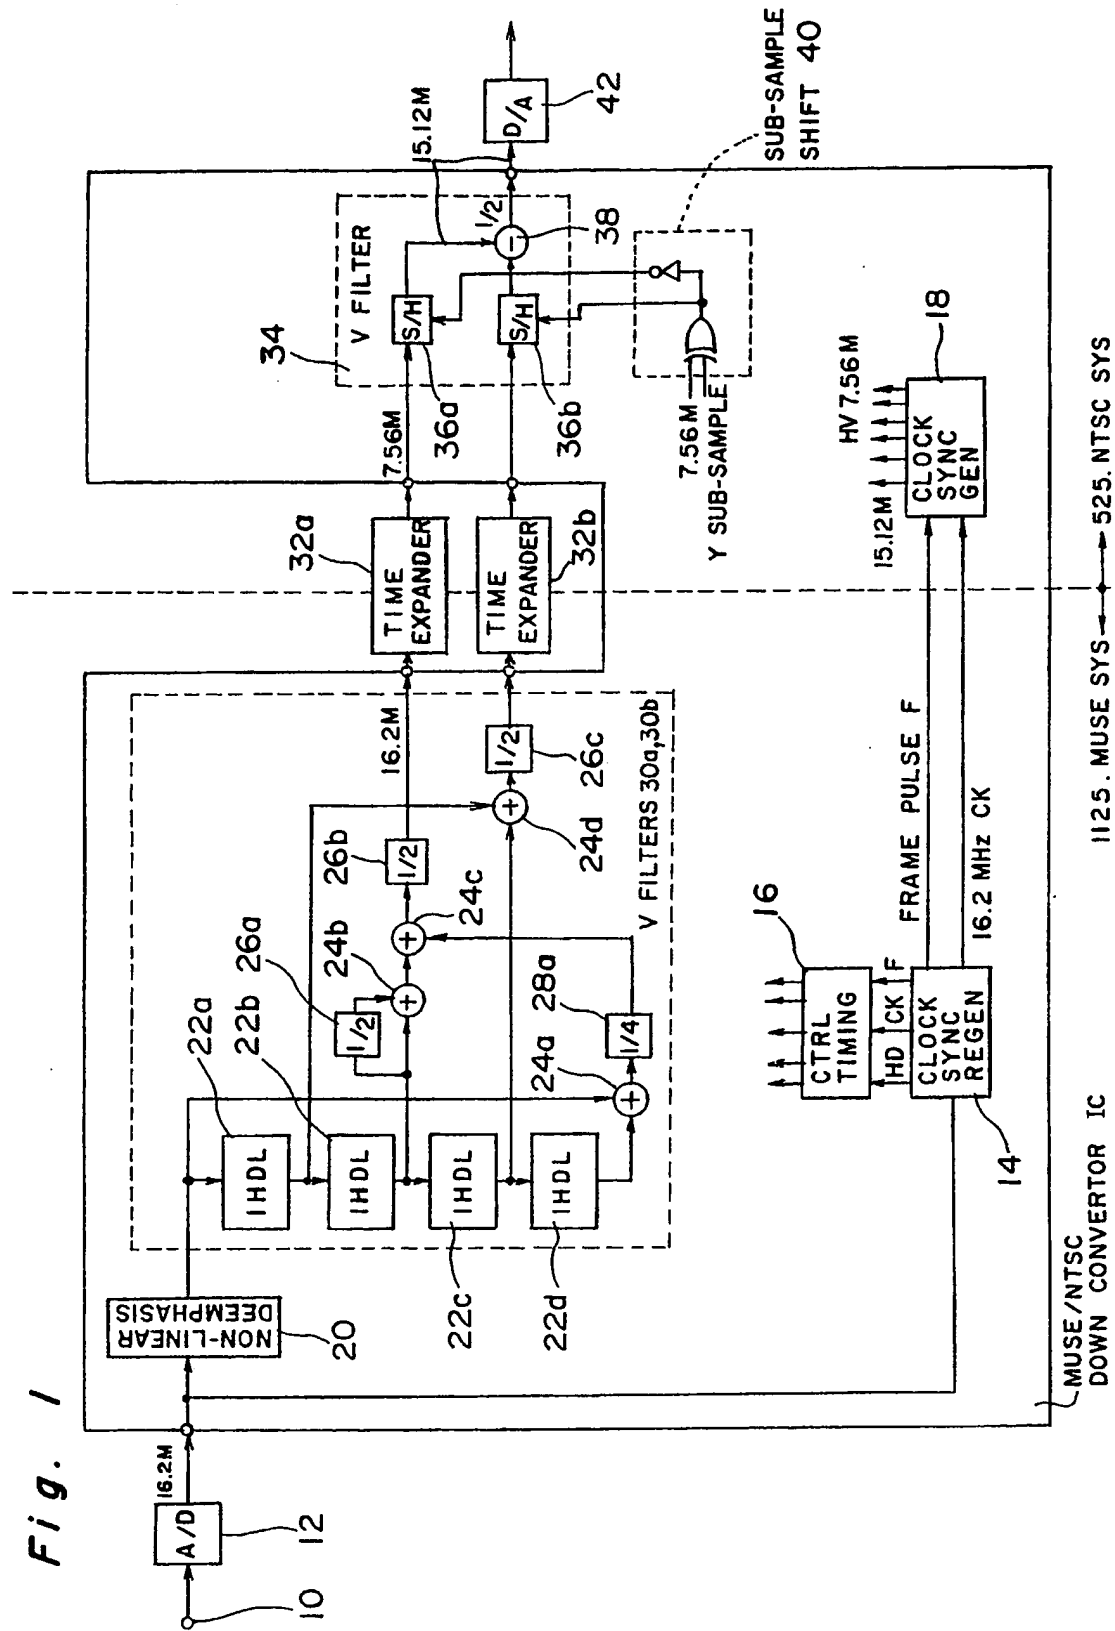 Fig. 1
10
A/D
12
16.2M
NON-LINEAR
DEEMPHASIS
20
1HDL
22a
1HDL
22b
1HDL
22c
1HDL
22d
1/2
26a
+
24b
+
24c
1/2
26b
16.2M
+
24a
1/4
28a
+
24d
1/2
26c
V FILTERS 30a,30b
TIME
EXPANDER
32a
TIME
EXPANDER
32b
7.56M
34
V FILTER
S/H
36a
S/H
36b
−
38
1/2
15.12M
D/A
42
SUB-SAMPLE
SHIFT 40
7.56M
Y SUB-SAMPLE
CTRL
TIMING
16
HD
CK
F
CLOCK
SYNC
REGEN
14
FRAME PULSE F
16.2 MHz CK
CLOCK
SYNC
GEN
18
15.12M
HV 7.56M
MUSE/NTSC
DOWN CONVERTOR IC
1125. MUSE SYS
525. NTSC SYS